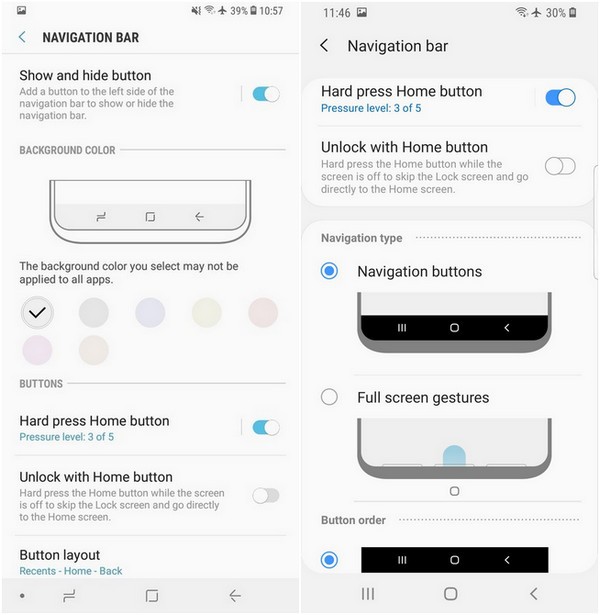 39% 10:57
NAVIGATION BAR
Show and hide button
Add a button to the left side of the
navigation bar to show or hide the
navigation bar.
BACKGROUND COLOR
The background color you select may not be
applied to all apps.
BUTTONS
Hard press Home button
Pressure level: 3 of 5
Unlock with Home button
Hard press the Home button while the screen
is off to skip the Lock screen and go directly
to the Home screen.
Button layout
Recents - Home - Back
11:46 30%
Navigation bar
Hard press Home button
Pressure level: 3 of 5
Unlock with Home button
Hard press the Home button while the
screen is off to skip the Lock screen and go
directly to the Home screen.
Navigation type
Navigation buttons
Full screen gestures
Button order